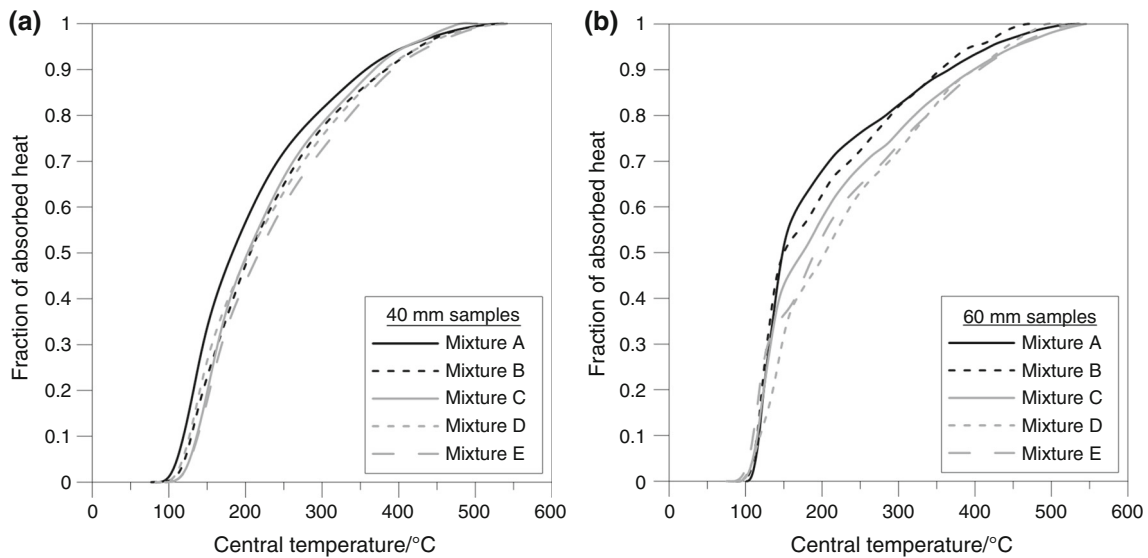 (a)
1
0.9
0.8
0.7
0.6
0.5
0.4
0.3
0.2
0.1
0
Fraction of absorbed heat
0 100 200 300 400 500 600
Central temperature/°C
40 mm samples
Mixture A
Mixture B
Mixture C
Mixture D
Mixture E
(b)
1
0.9
0.8
0.7
0.6
0.5
0.4
0.3
0.2
0.1
0
Fraction of absorbed heat
0 100 200 300 400 500 600
Central temperature/°C
60 mm samples
Mixture A
Mixture B
Mixture C
Mixture D
Mixture E